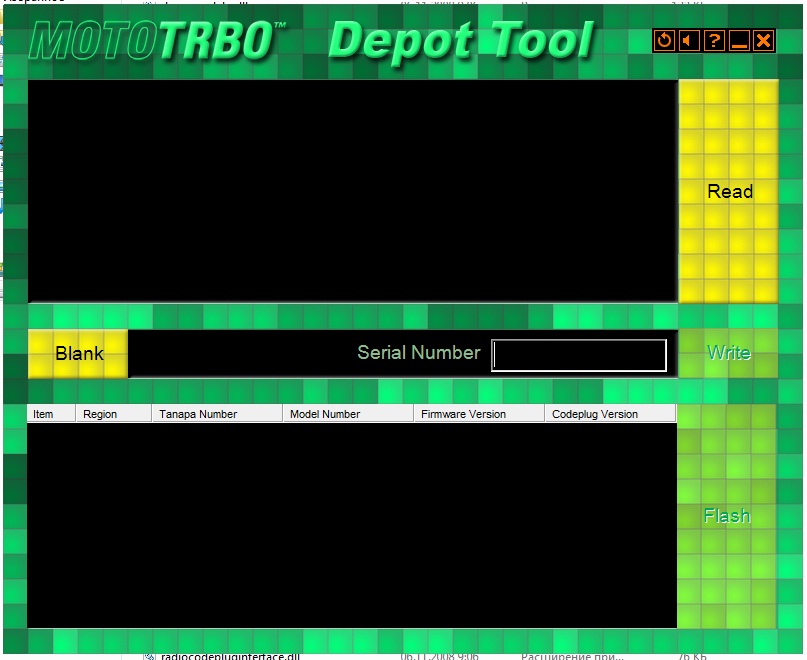 MOTOTRBO™ Depot Tool
?
Read
Blank
Serial Number
Write
Item Region Tanapa Number Model Number Firmware Version Codeplug Version
Flash
radiocodepluginterface.dll 06.11.2008 9:06 Расширение при... 76 КБ